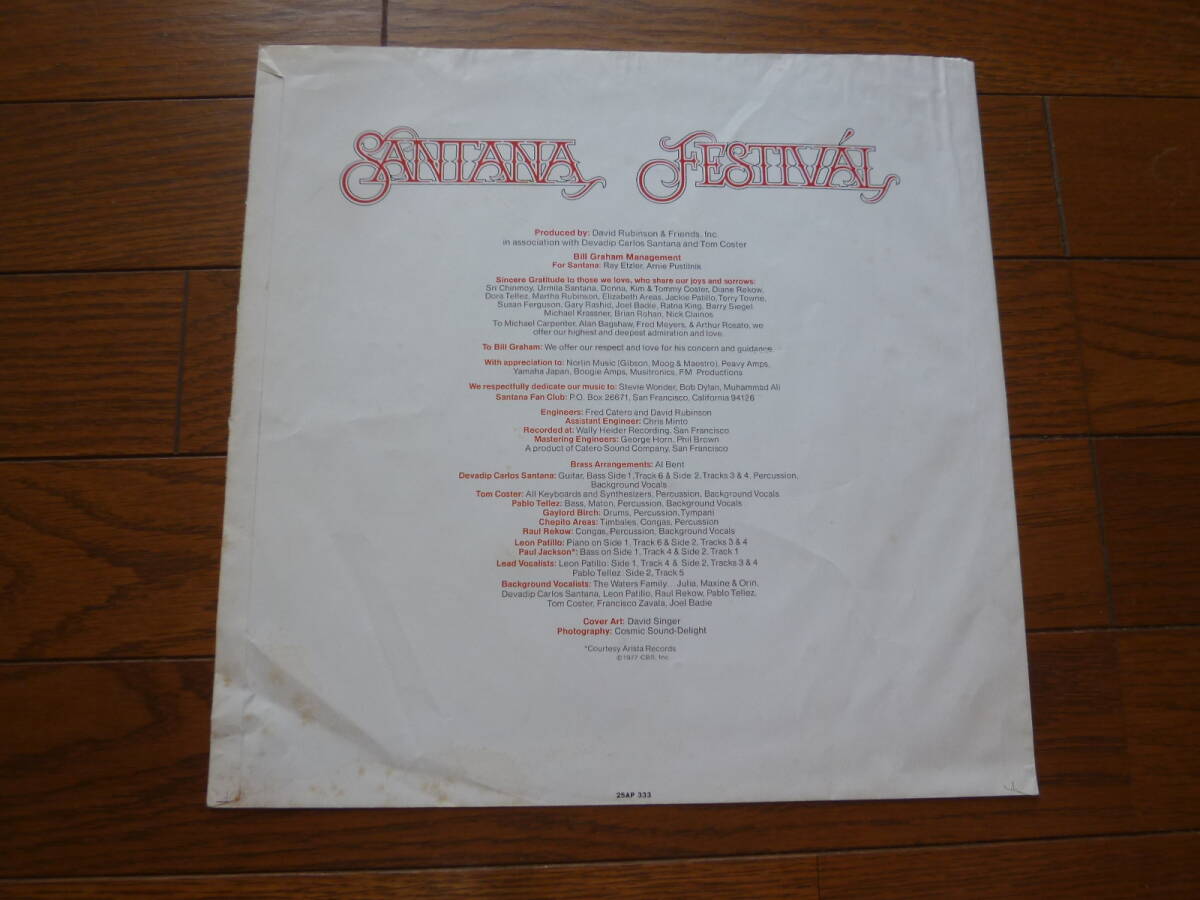 SANTANA FESTIVÁL
Produced by: David Rubinson & Friends, Inc.
in association with Devadip Carlos Santana and Tom Coster
Bill Graham Management
For Santana: Ray Etzler, Arnie Pustilnik
Sincere Gratitude to those we love, who share our joys and sorrows:
Sri Chinmoy, Urmila Santana, Donna, Kim & Tommy Coster, Diane Rekow,
Dora Tellez, Martha Rubinson, Elizabeth Areas, Jackie Patillo, Terry Towne,
Susan Ferguson, Gary Rashid, Joel Badie, Ratna King, Barry Siegel
Michael Krassner, Brian Rohan, Nick Clainos
To Michael Carpenter, Alan Bagshaw, Fred Meyers, & Arthur Rosato, we
offer our highest and deepest admiration and love.
To Bill Graham: We offer our respect and love for his concern and guidance.
With appreciation to: Norlin Music (Gibson, Moog & Maestro), Peavy Amps,
Yamaha Japan, Boogie Amps, Musitronics, F.M. Productions
We respectfully dedicate our music to: Stevie Wonder, Bob Dylan, Muhammad Ali
Santana Fan Club: P.O. Box 26671, San Francisco, California 94126
Engineers: Fred Catero and David Rubinson
Assistant Engineer: Chris Minto
Recorded at: Wally Heider Recording, San Francisco
Mastering Engineers: George Horn, Phil Brown
A product of Catero Sound Company, San Francisco
Brass Arrangements: Al Bent
Devadip Carlos Santana: Guitar, Bass Side 1, Track 6 & Side 2, Tracks 3 & 4, Percussion,
Background Vocals
Tom Coster: All Keyboards and Synthesizers, Percussion, Background Vocals
Pablo Tellez: Bass, Maton, Percussion, Background Vocals
Gaylord Birch: Drums, Percussion, Tympani
Chepito Areas: Timbales, Congas, Percussion
Raul Rekow: Congas, Percussion, Background Vocals
Leon Patillo: Piano on Side 1, Track 6 & Side 2, Tracks 3 & 4
Paul Jackson*: Bass on Side 1, Track 4 & Side 2, Track 1
Lead Vocalists: Leon Patillo: Side 1, Track 4 & Side 2, Tracks 3 & 4
Pablo Tellez: Side 2, Track 5
Background Vocalists: The Waters Family... Julia, Maxine & Orin,
Devadip Carlos Santana, Leon Patillo, Raul Rekow, Pablo Tellez,
Tom Coster, Francisco Zavala, Joel Badie
Cover Art: David Singer
Photography: Cosmic Sound-Delight
*Courtesy Arista Records
©1977 CBS, Inc.
25AP 333